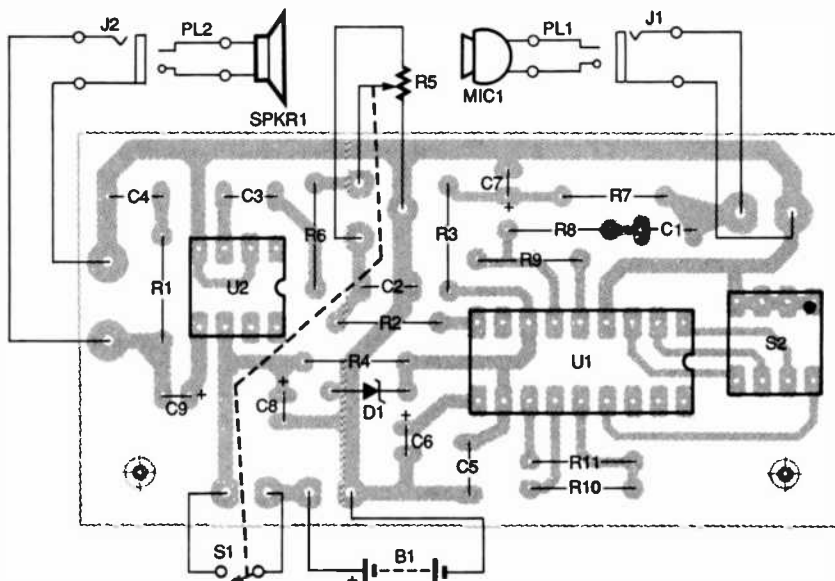 J2
PL2
SPKR1
R5
MIC1
PL1
J1
C4
C3
R6
C7
+
R7
R3
R8
C1
R9
R1
U2
C2
R2
S2
U1
R4
C9
+
C8
+
D1
+
C6
C5
R11
R10
S1
+
B1